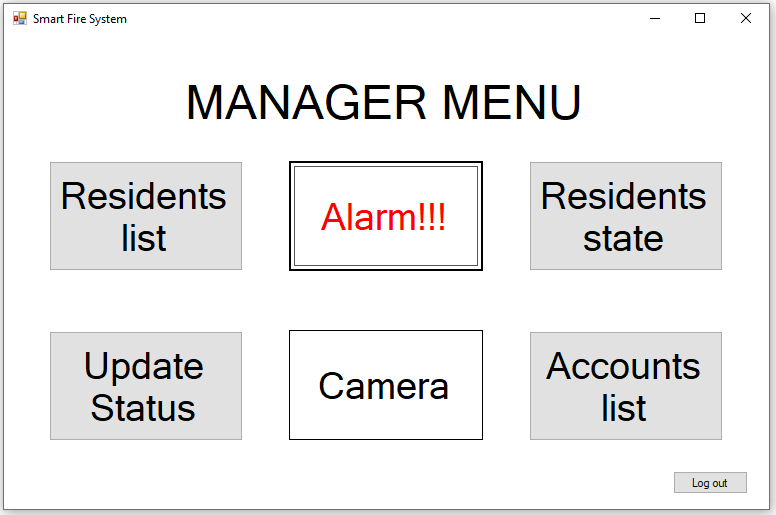 Smart Fire System
MANAGER MENU
Residents
list
Alarm!!!
Residents
state
Update
Status
Camera
Accounts
list
Log out